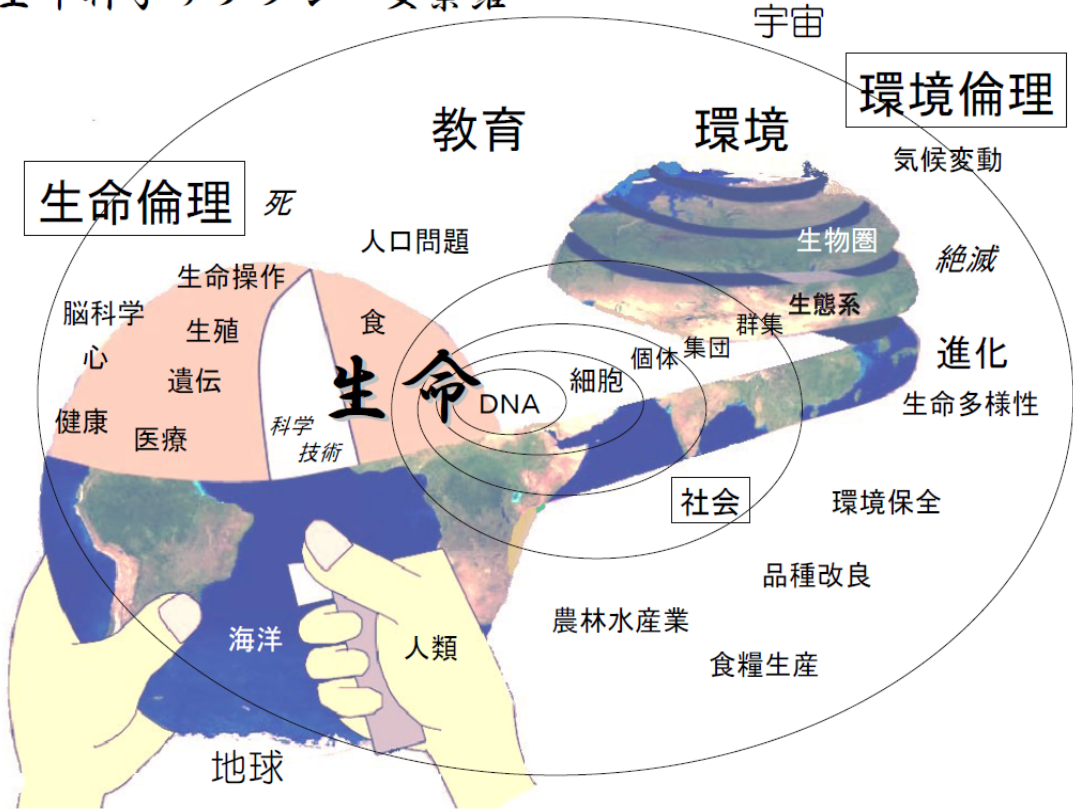 宇宙
環境倫理
教育
環境
気候変動
生命倫理
死
人口問題
生物圏
絶滅
生命操作
脳科学
心
生殖
食
生態系
群集
集団
個体
進化
遺伝
生命
DNA
細胞
生命多様性
健康
医療
科学
技術
社会
環境保全
品種改良
農林水産業
海洋
人類
食糧生産
地球